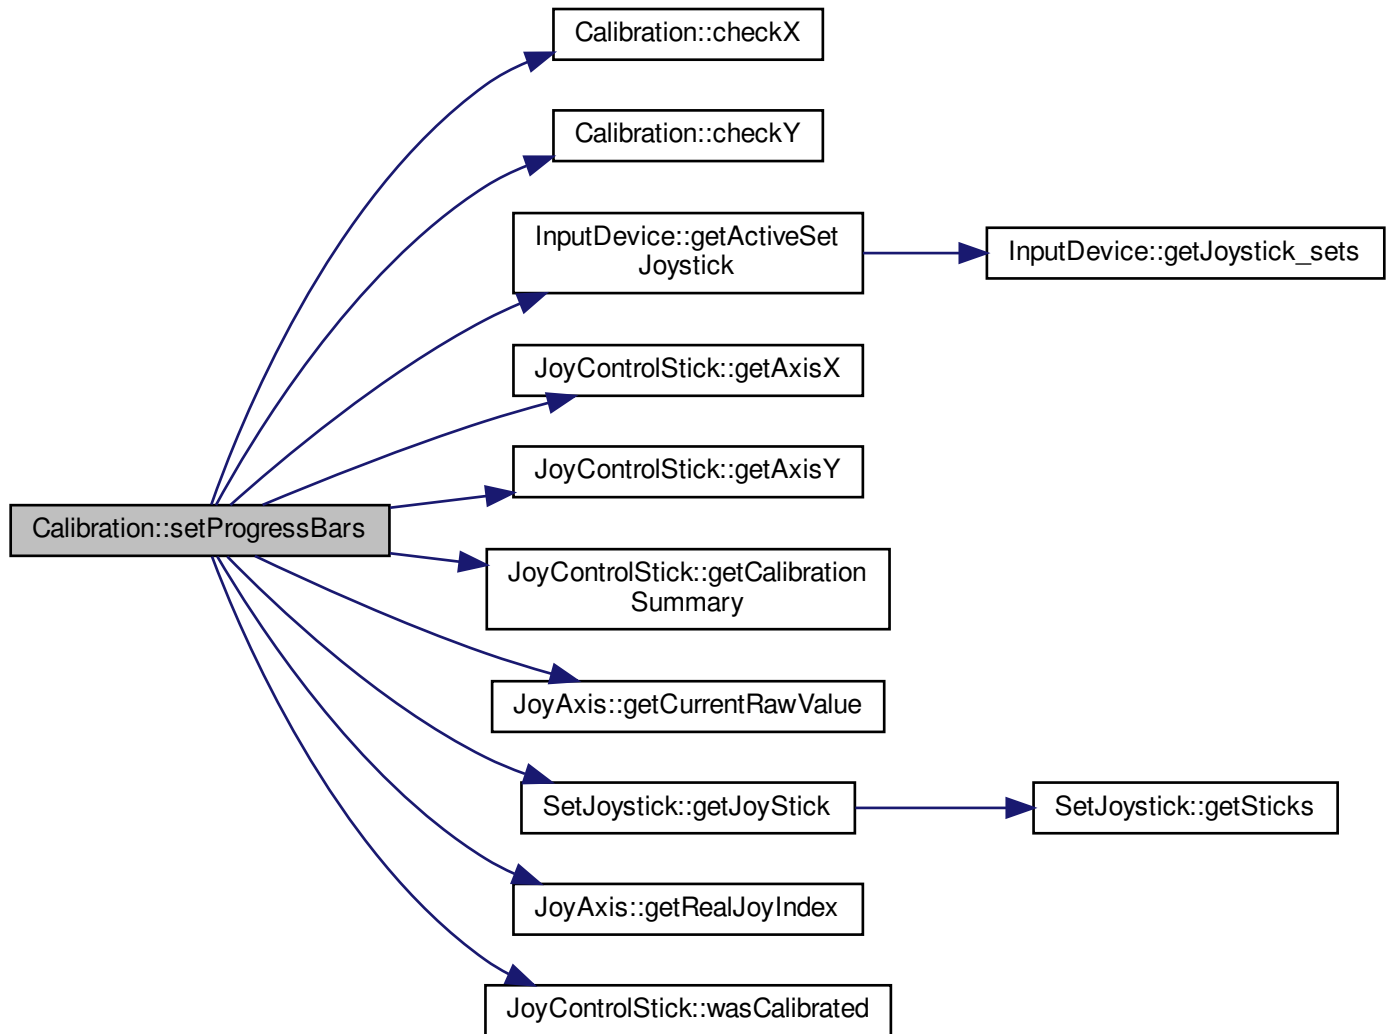 Calibration::checkX
Calibration::checkY
InputDevice::getActiveSet
Joystick
InputDevice::getJoystick_sets
JoyControlStick::getAxisX
JoyControlStick::getAxisY
Calibration::setProgressBars
JoyControlStick::getCalibration
Summary
JoyAxis::getCurrentRawValue
SetJoystick::getJoyStick
SetJoystick::getSticks
JoyAxis::getRealJoyIndex
JoyControlStick::wasCalibrated